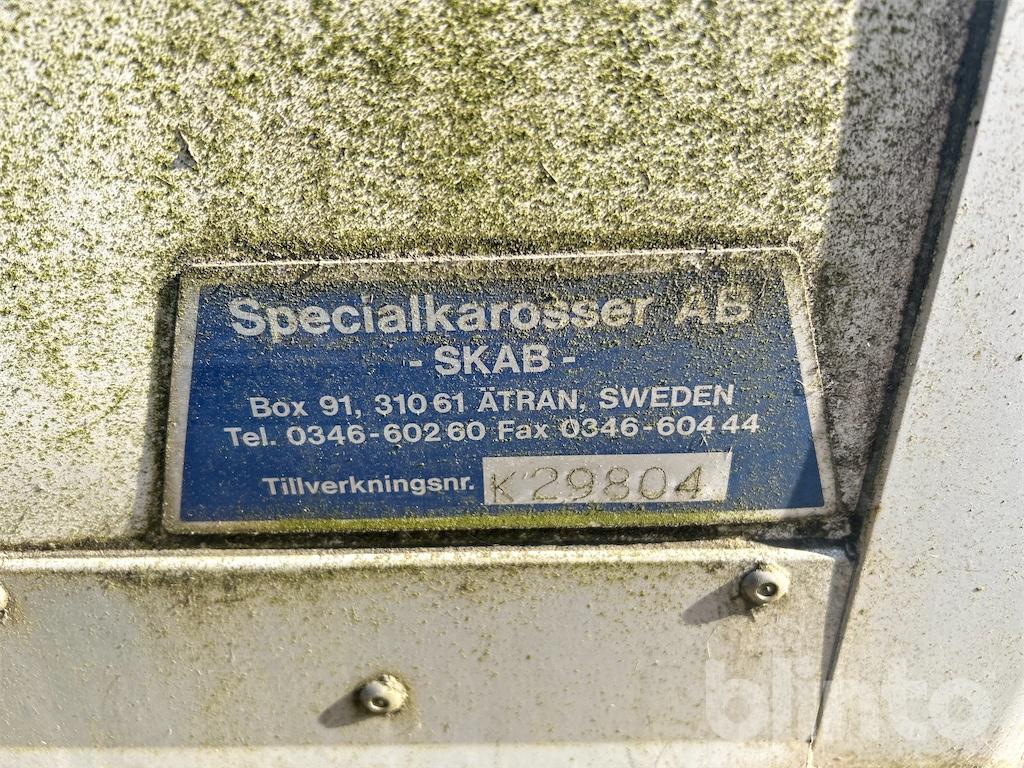 Specialkarosser AB
- SKAB -
Box 91, 310 61 ÄTRAN, SWEDEN
Tel. 0346-602 60 Fax 0346-604 44
Tillverkningsnr. K 29804
blinto